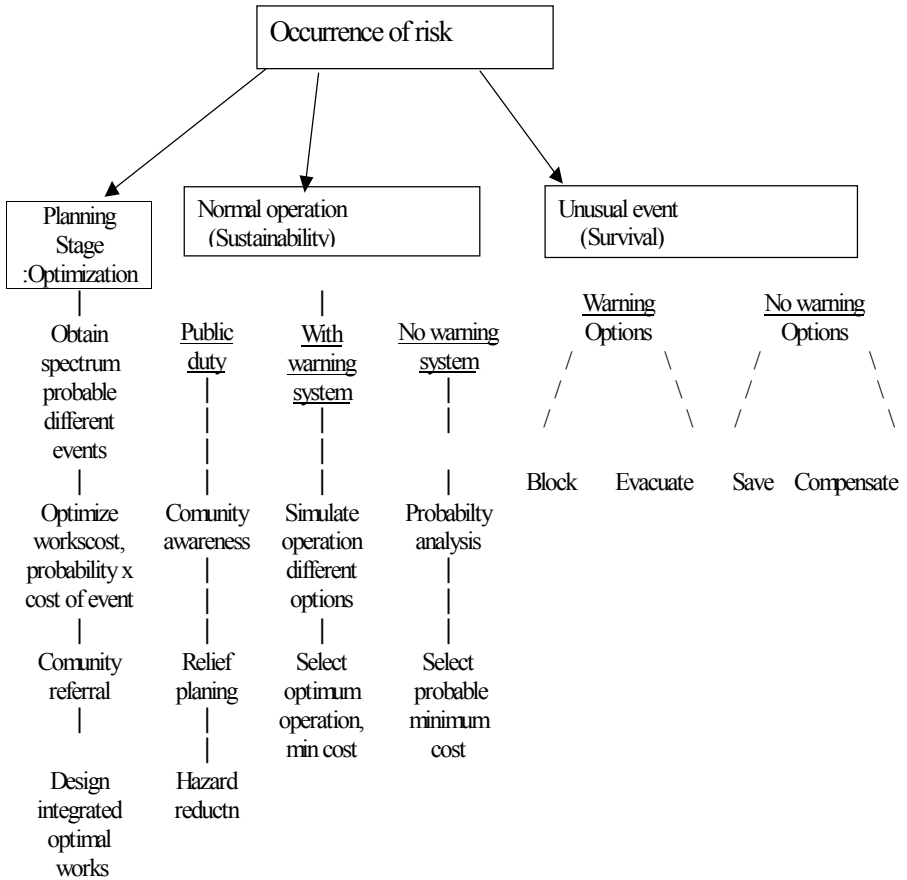 Occurrence of risk
Planning
Stage
:Optimization
Normal operation
(Sustainability)
Unusual event
(Survival)
Obtain
spectrum
probable
different
events
Optimize
workscost,
probability x
cost of event
Comunity
referral
Design
integrated
optimal
works
Public
duty
Comunity
awareness
Relief
planing
Hazard
reductn
With
warning
system
Simulate
operation
different
options
Select
optimum
operation,
min cost
No warning
system
Probabilty
analysis
Select
probable
minimum
cost
Warning
Options
Block
Evacuate
No warning
Options
Save
Compensate